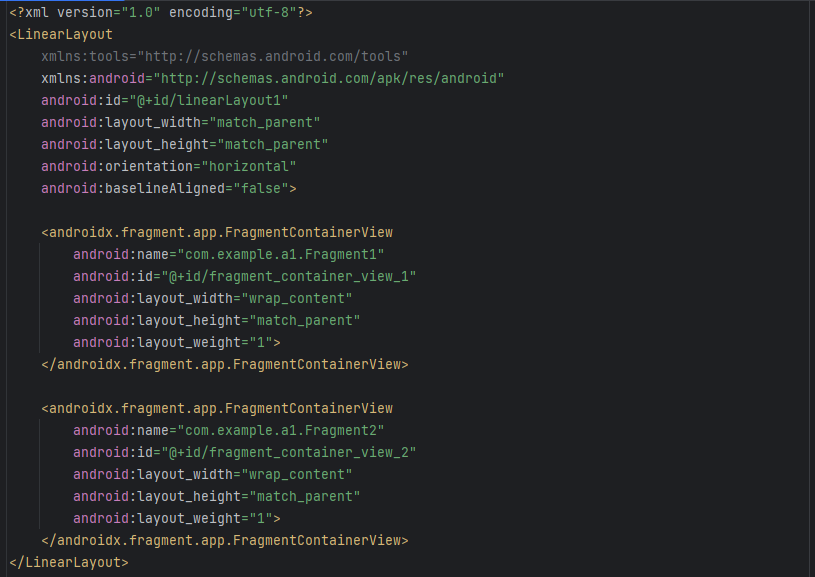 <?xml version="1.0" encoding="utf-8"?>
<LinearLayout
    xmlns:tools="http://schemas.android.com/tools"
    xmlns:android="http://schemas.android.com/apk/res/android"
    android:id="@+id/linearLayout1"
    android:layout_width="match_parent"
    android:layout_height="match_parent"
    android:orientation="horizontal"
    android:baselineAligned="false">

    <androidx.fragment.app.FragmentContainerView
        android:name="com.example.a1.Fragment1"
        android:id="@+id/fragment_container_view_1"
        android:layout_width="wrap_content"
        android:layout_height="match_parent"
        android:layout_weight="1">
    </androidx.fragment.app.FragmentContainerView>

    <androidx.fragment.app.FragmentContainerView
        android:name="com.example.a1.Fragment2"
        android:id="@+id/fragment_container_view_2"
        android:layout_width="wrap_content"
        android:layout_height="match_parent"
        android:layout_weight="1">
    </androidx.fragment.app.FragmentContainerView>
</LinearLayout>